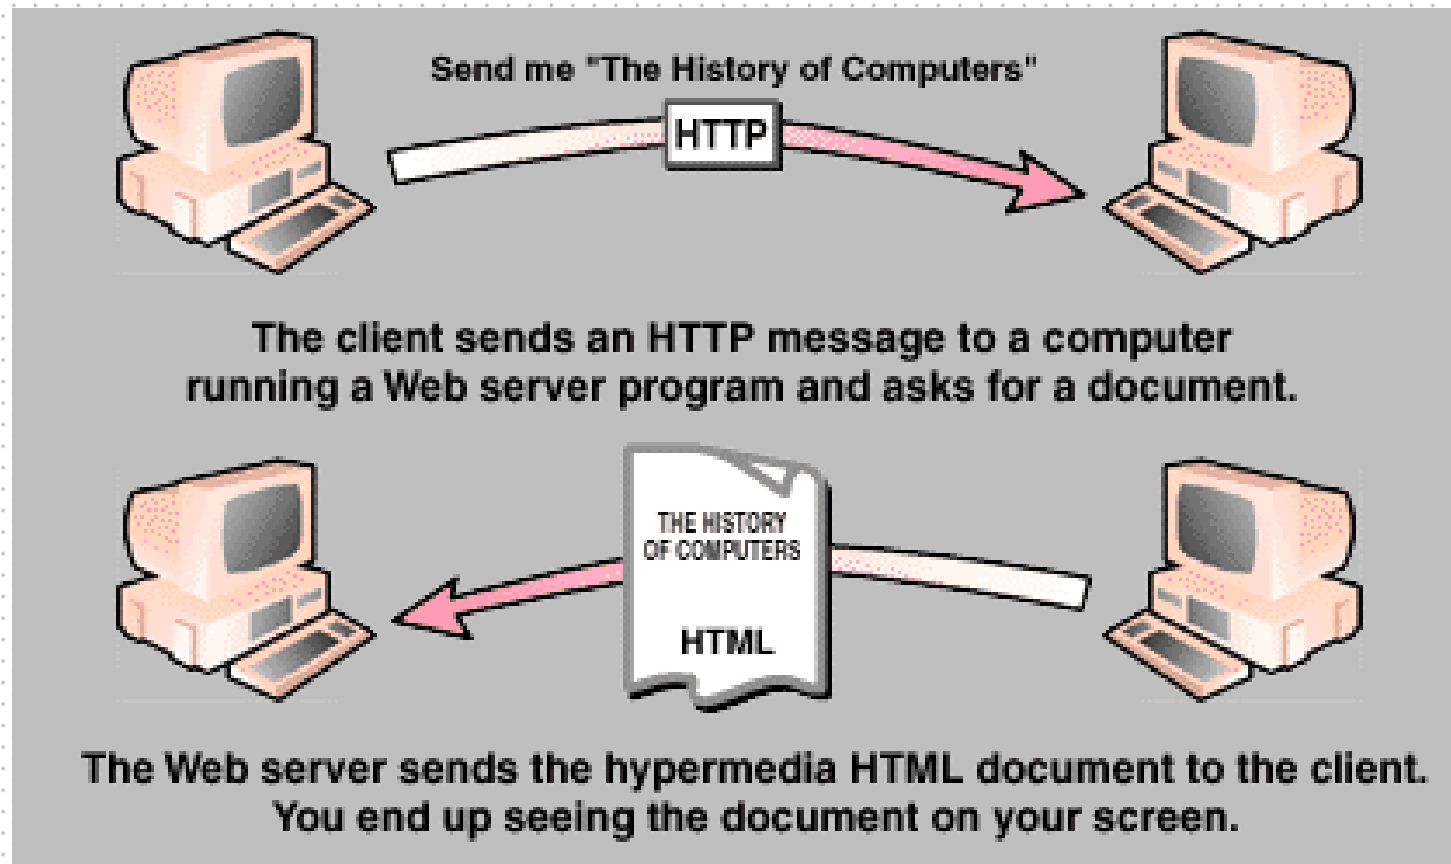 Send me "The History of Computers"
HTTP
The client sends an HTTP message to a computer
running a Web server program and asks for a document.
THE HISTORY
OF COMPUTERS
HTML
The Web server sends the hypermedia HTML document to the client.
You end up seeing the document on your screen.